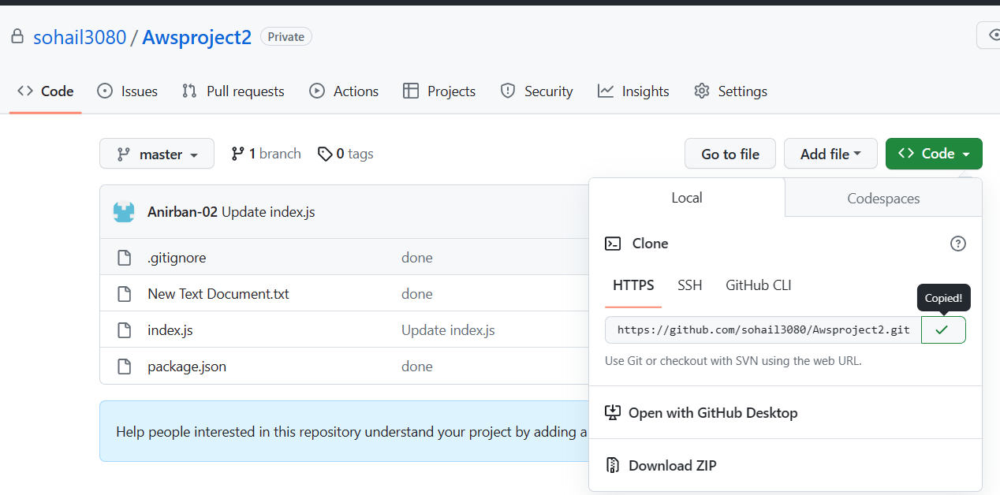 sohail3080 / Awsproject2 Private
Code Issues Pull requests Actions Projects Security Insights Settings
master 1 branch 0 tags Go to file Add file Code
Anirban-02 Update index.js
.gitignore done
New Text Document.txt done
index.js Update index.js
package.json done
Help people interested in this repository understand your project by adding a
Local Codespaces
Clone
HTTPS SSH GitHub CLI
Copied!
https://github.com/sohail3080/Awsproject2.git
Use Git or checkout with SVN using the web URL.
Open with GitHub Desktop
Download ZIP